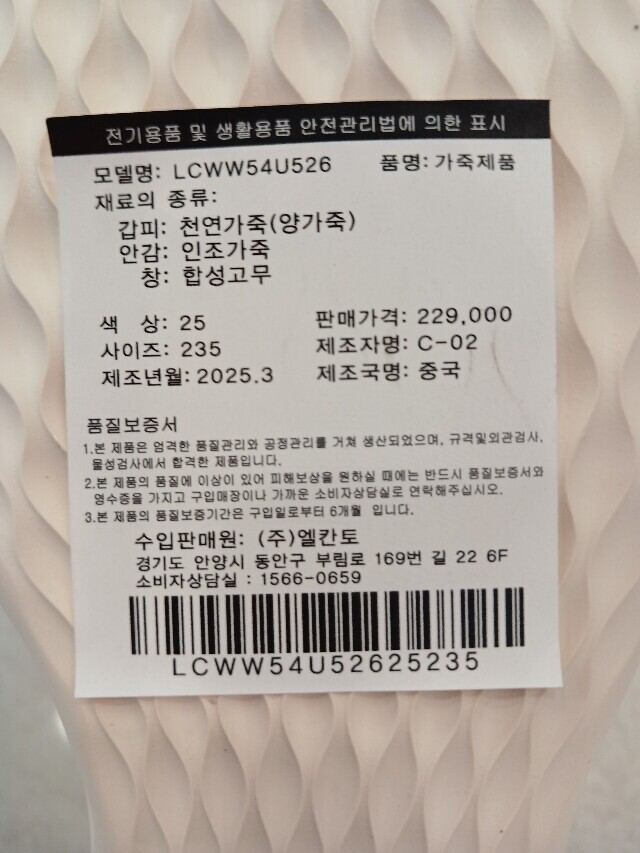 전기용품 및 생활용품 안전관리법에 의한 표시
모델명: LCWW54U526 품명: 가죽제품
재료의 종류:
갑피: 천연가죽(양가죽)
안감: 인조가죽
창: 합성고무
색 상: 25 판매가격: 229,000
사이즈: 235 제조자명: C-02
제조년월: 2025.3 제조국명: 중국
품질보증서
1.본 제품은 엄격한 품질관리와 공정관리를 거쳐 생산되었으며, 규격및외관검사,
물성검사에서 합격한 제품입니다.
2.본 제품의 품질에 이상이 있어 피해보상을 원하실 때에는 반드시 품질보증서와
영수증을 가지고 구입매장이나 가까운 소비자상담실로 연락해주십시오.
3.본 제품의 품질보증기간은 구입일로부터 6개월 입니다.
수입판매원: (주)엘칸토
경기도 안양시 동안구 부림로 169번 길 22 6F
소비자상담실 : 1566-0659
LCWW54U52625235